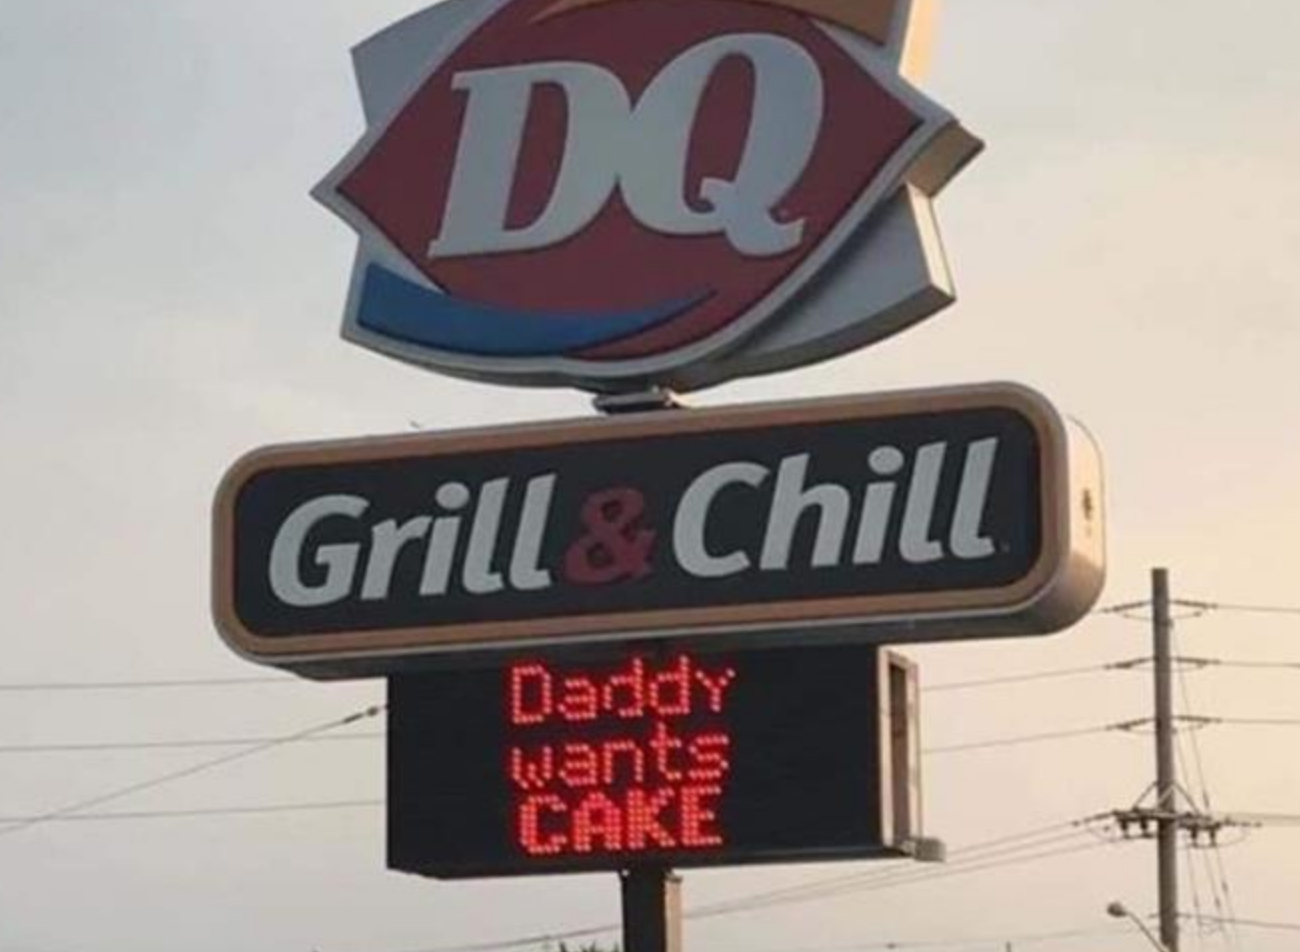 DQ
Grill & Chill
Daddy
wants
CAKE